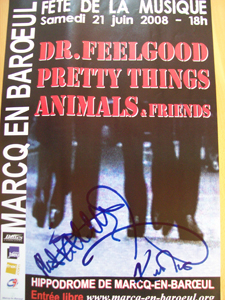 MARCQ EN BAROEUL
FÊTE DE LA MUSIQUE
Samedi 21 juin 2008 - 18h
DR. FEELGOOD
PRETTY THINGS
ANIMALS & FRIENDS
HIPPODROME DE MARCQ-EN-BARŒUL
Entrée libre www.marcq-en-baroeul.org